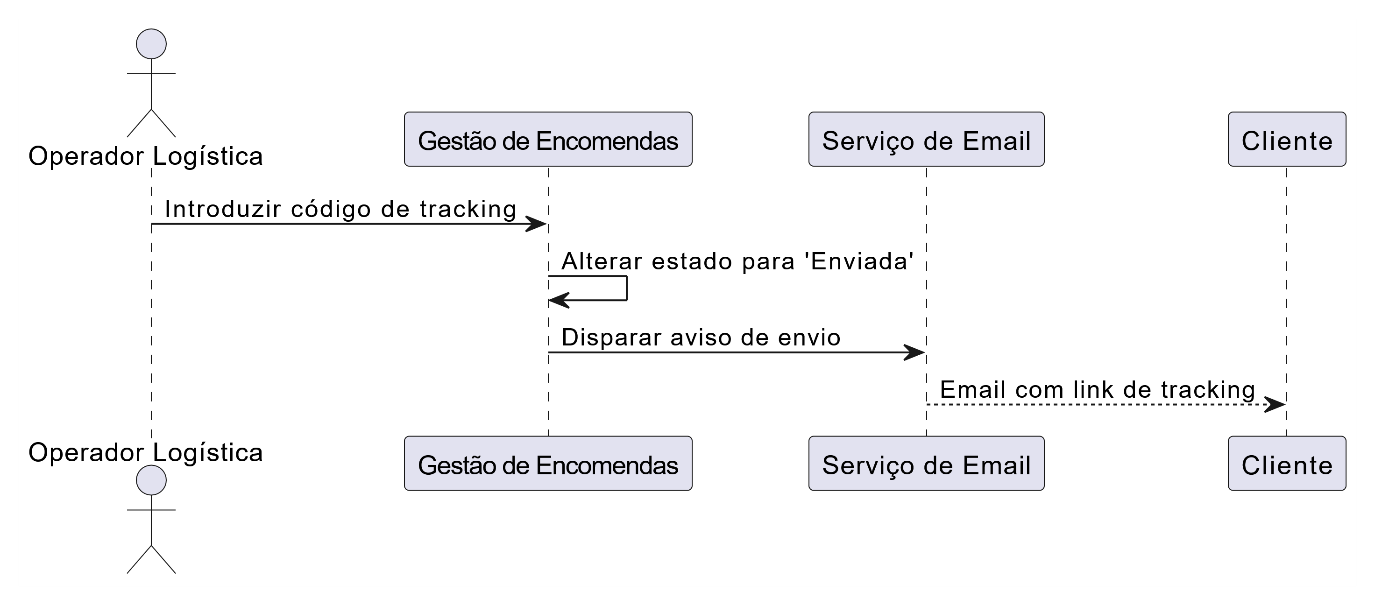 Operador Logística
Gestão de Encomendas
Serviço de Email
Cliente
Introduzir código de tracking
Alterar estado para 'Enviada'
Disparar aviso de envio
Email com link de tracking
Operador Logística
Gestão de Encomendas
Serviço de Email
Cliente